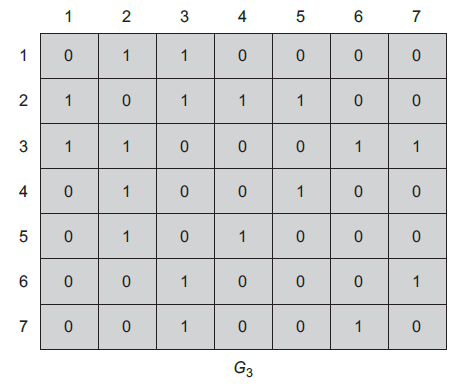 1 2 3 4 5 6 7
1 0 1 1 0 0 0 0
2 1 0 1 1 1 0 0
3 1 1 0 0 0 1 1
4 0 1 0 0 1 0 0
5 0 1 0 1 0 0 0
6 0 0 1 0 0 0 1
7 0 0 1 0 0 1 0
G₃